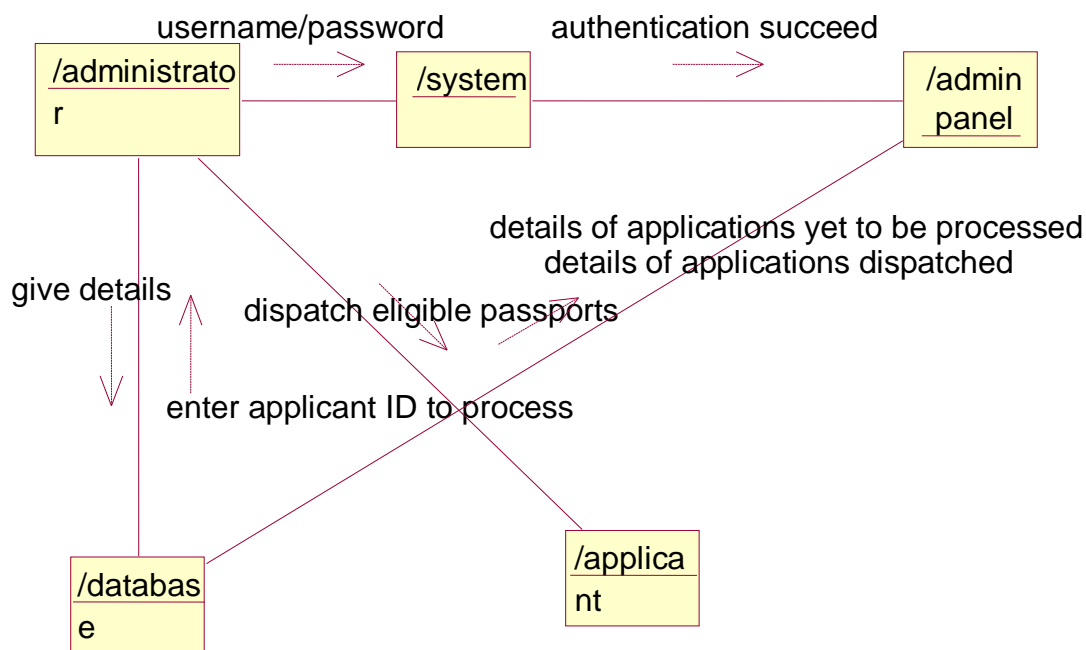 username/password
authentication succeed
/administrato
r
/system
/admin
panel
details of applications yet to be processed
details of applications dispatched
give details
dispatch eligible passports
enter applicant ID to process
/databas
e
/applica
nt